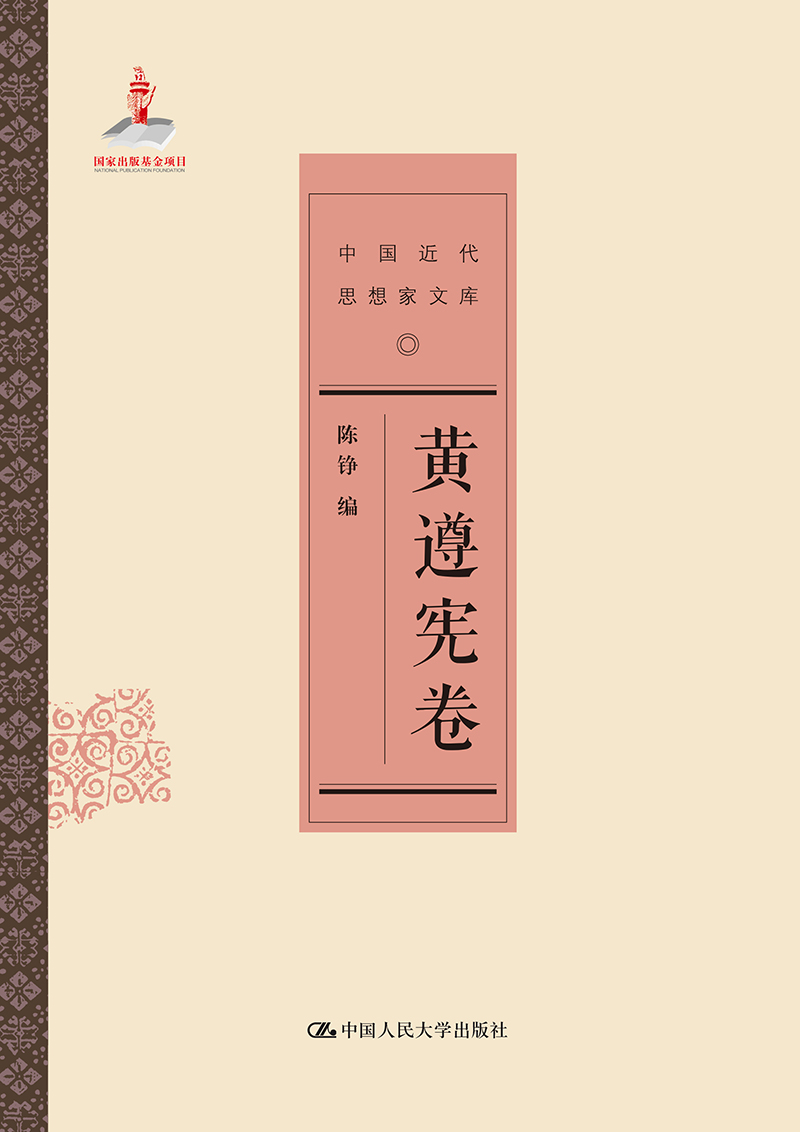 国家出版基金项目
NATIONAL PUBLICATION FOUNDATION
中国近代
思想家文库
黄遵宪卷
陈铮 编
中国人民大学出版社